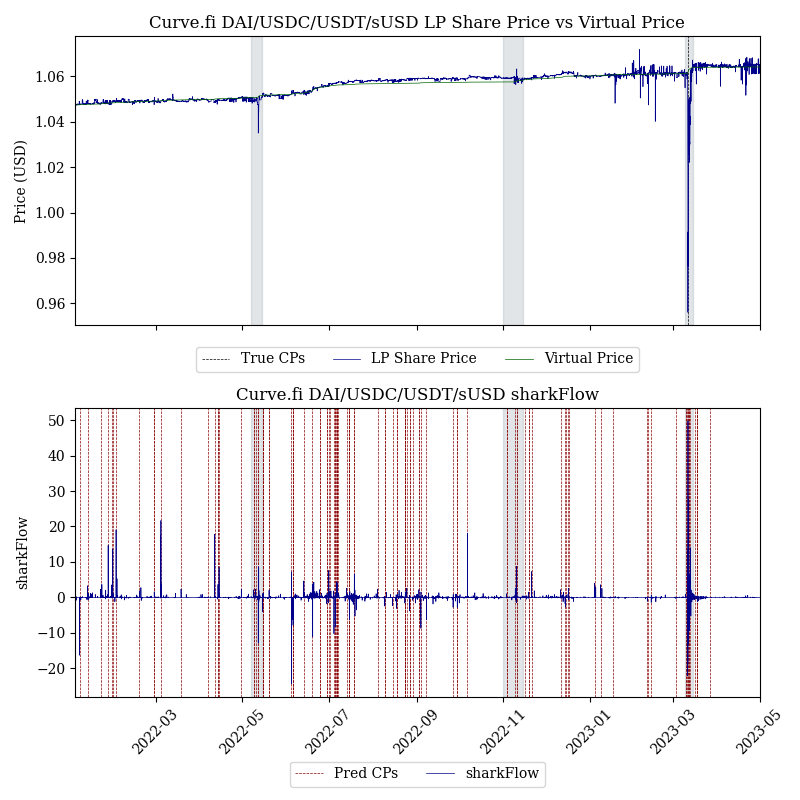 Curve.fi DAI/USDC/USDT/sUSD LP Share Price vs Virtual Price
1.06
1.04
1.02
1.00
0.98
0.96
Price (USD)
True CPs LP Share Price Virtual Price
Curve.fi DAI/USDC/USDT/sUSD sharkFlow
50
40
30
20
10
0
−10
−20
sharkFlow
2022-03 2022-05 2022-07 2022-09 2022-11 2023-01 2023-03 2023-05
Pred CPs sharkFlow